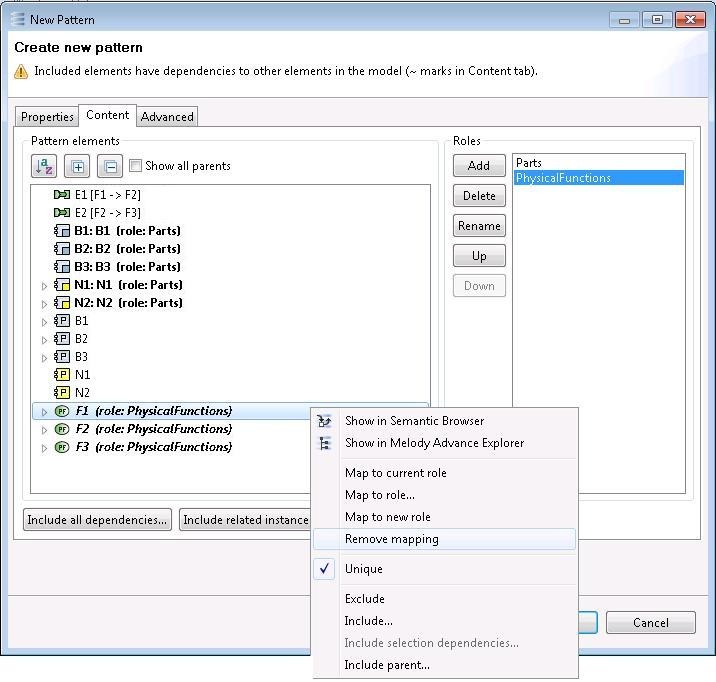 New Pattern
Create new pattern
Included elements have dependencies to other elements in the model (~ marks in Content tab).
Properties Content Advanced
Pattern elements
Roles
Show all parents
Add
Delete
Rename
Up
Down
Parts
PhysicalFunctions
E1 [F1 -> F2]
E2 [F2 -> F3]
B1: B1 (role: Parts)
B2: B2 (role: Parts)
B3: B3 (role: Parts)
N1: N1 (role: Parts)
N2: N2 (role: Parts)
P B1
P B2
P B3
P N1
P N2
PF F1 (role: PhysicalFunctions)
PF F2 (role: PhysicalFunctions)
PF F3 (role: PhysicalFunctions)
Include all dependencies... Include related instance
Show in Semantic Browser
Show in Melody Advance Explorer
Map to current role
Map to role...
Map to new role
Remove mapping
Unique
Exclude
Include...
Include selection dependencies...
Include parent...
Cancel